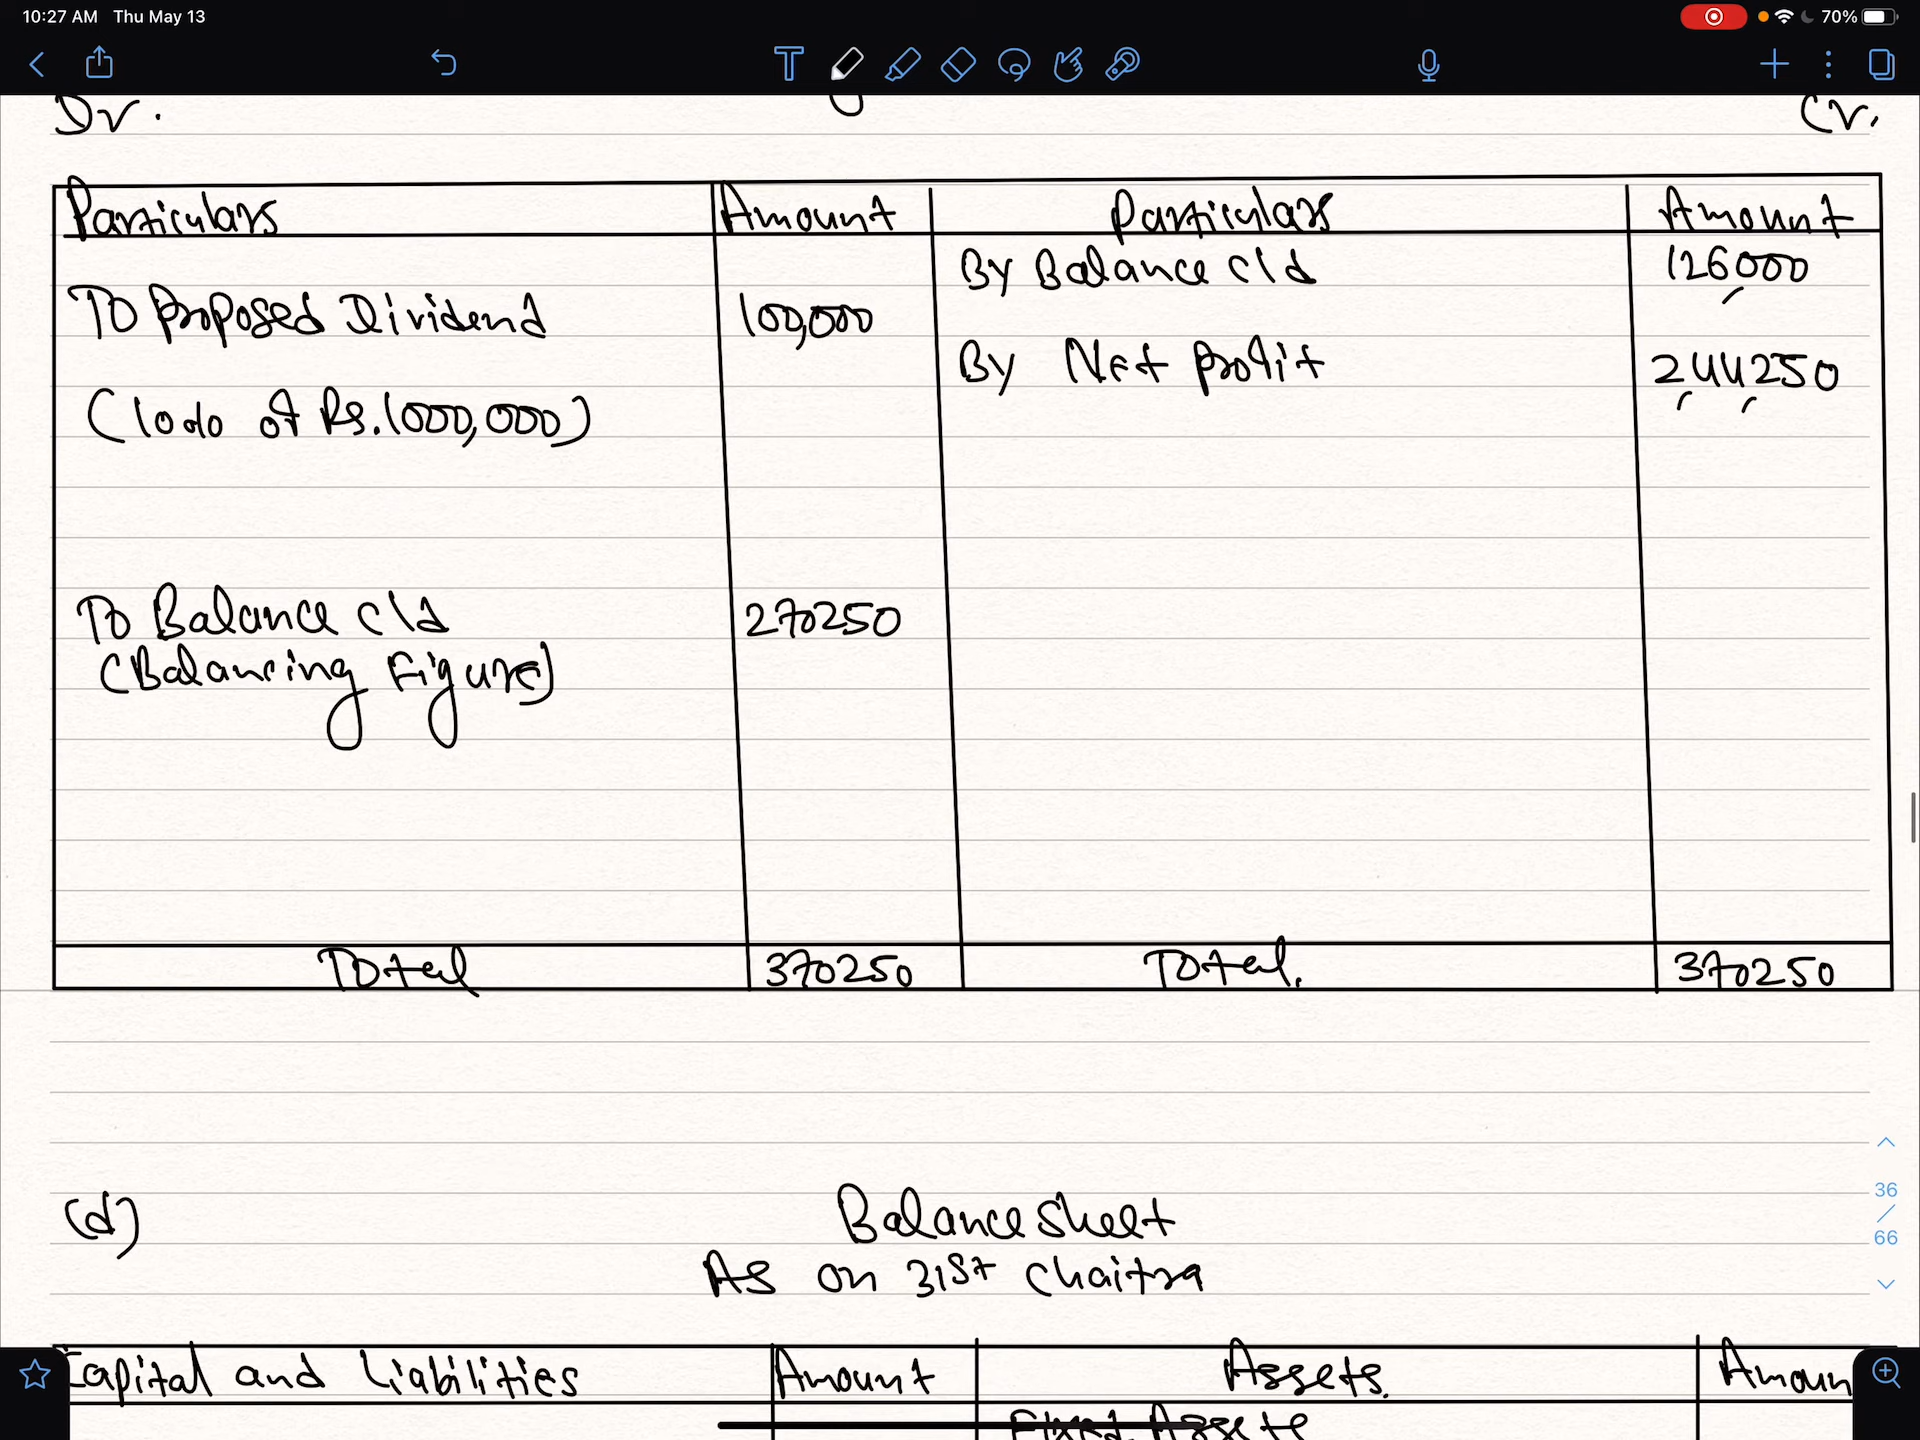 10:27 AM Thu May 13
70%
Dr. Cr.
Particulars Amount Particulars Amount
By Balance c/d 126000
To Proposed Dividend 100,000
By Net profit 244250
(10% of Rs. 1000,000)
To Balance c/d 270250
(Balancing Figure)
Total 370250 Total. 370250
(d) Balance Sheet
As on 31st Chaitra
36
/
66
Capital and Liabilities Amount Assets. Amoun
Fixed Assets